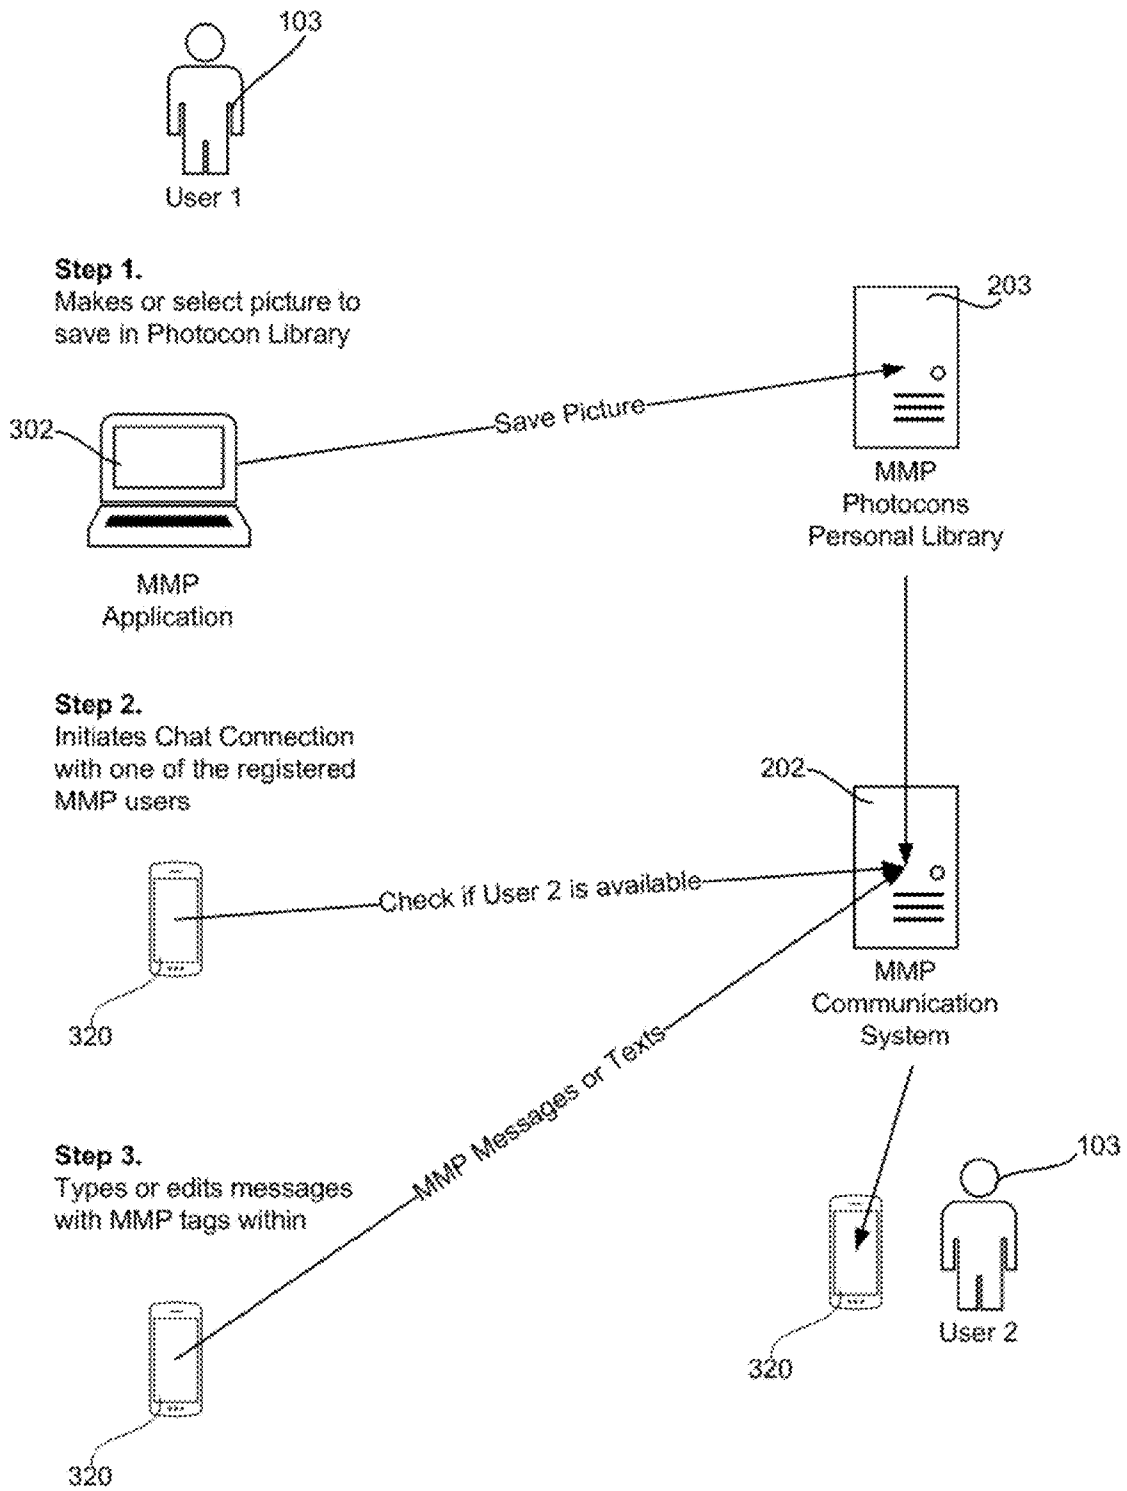 103
User 1
Step 1.
Makes or select picture to
save in Photocon Library
203
302
Save Picture
MMP
Photocons
Personal Library
MMP
Application
Step 2.
Initiates Chat Connection
with one of the registered
MMP users
202
Check if User 2 is available
320
MMP
Communication
System
MMP Messages or Texts
Step 3.
Types or edits messages
with MMP tags within
103
User 2
320
320